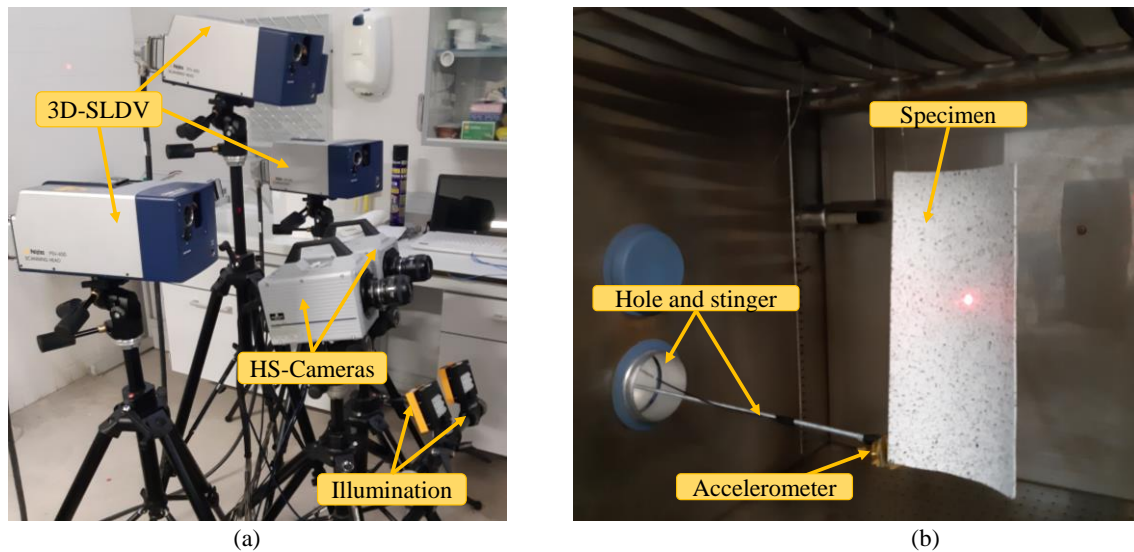 3D-SLDV
HS-Cameras
Illumination
(a)
Specimen
Hole and stinger
Accelerometer
(b)